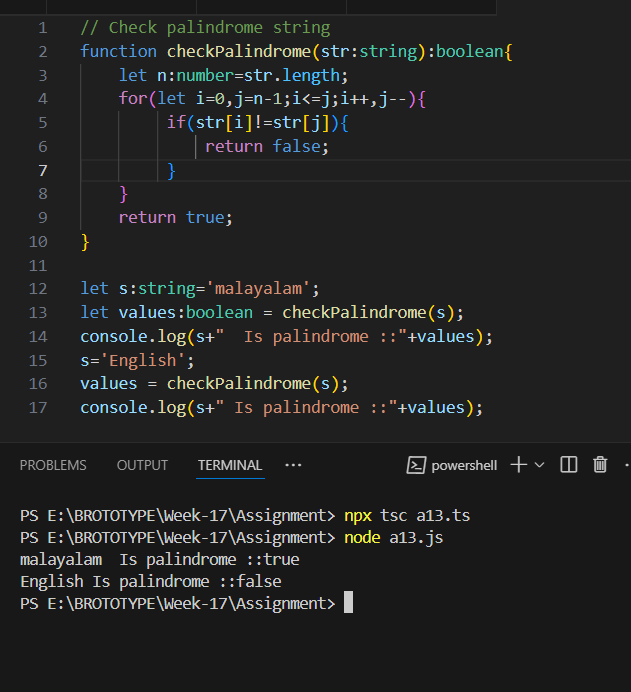 1 // Check palindrome string
2 function checkPalindrome(str:string):boolean{
3 let n:number=str.length;
4 for(let i=0,j=n-1;i<=j;i++,j--){
5 if(str[i]!=str[j]){
6 return false;
7 }
8 }
9 return true;
10 }
11
12 let s:string='malayalam';
13 let values:boolean = checkPalindrome(s);
14 console.log(s+"  Is palindrome ::"+values);
15 s='English';
16 values = checkPalindrome(s);
17 console.log(s+" Is palindrome ::"+values);
PROBLEMS OUTPUT TERMINAL ··· powershell
PS E:\BROTOTYPE\Week-17\Assignment> npx tsc a13.ts
PS E:\BROTOTYPE\Week-17\Assignment> node a13.js
malayalam  Is palindrome ::true
English Is palindrome ::false
PS E:\BROTOTYPE\Week-17\Assignment>